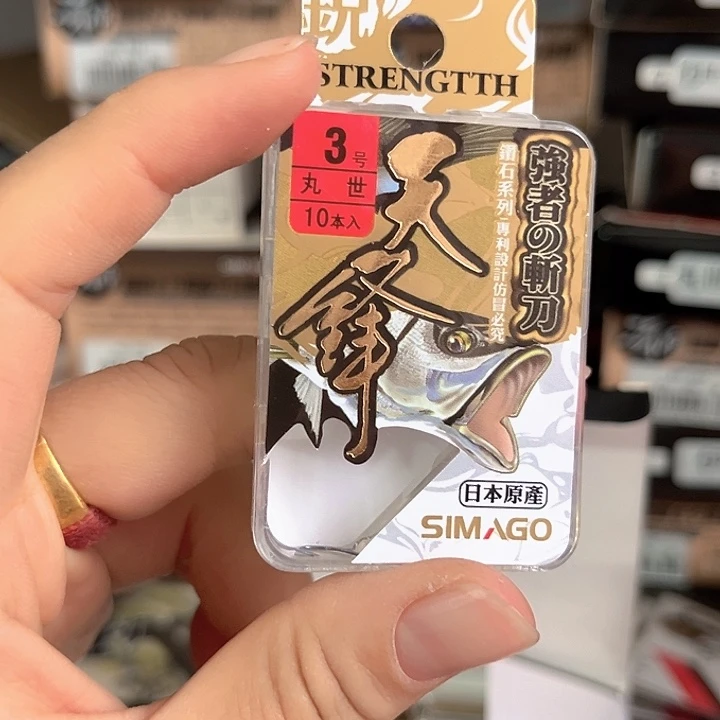 STRENGTTH
3号
丸世
10本入
天鋒
強者の斬刀
鑽石系列,專利設計仿冒必究
日本原產
SIMAGO